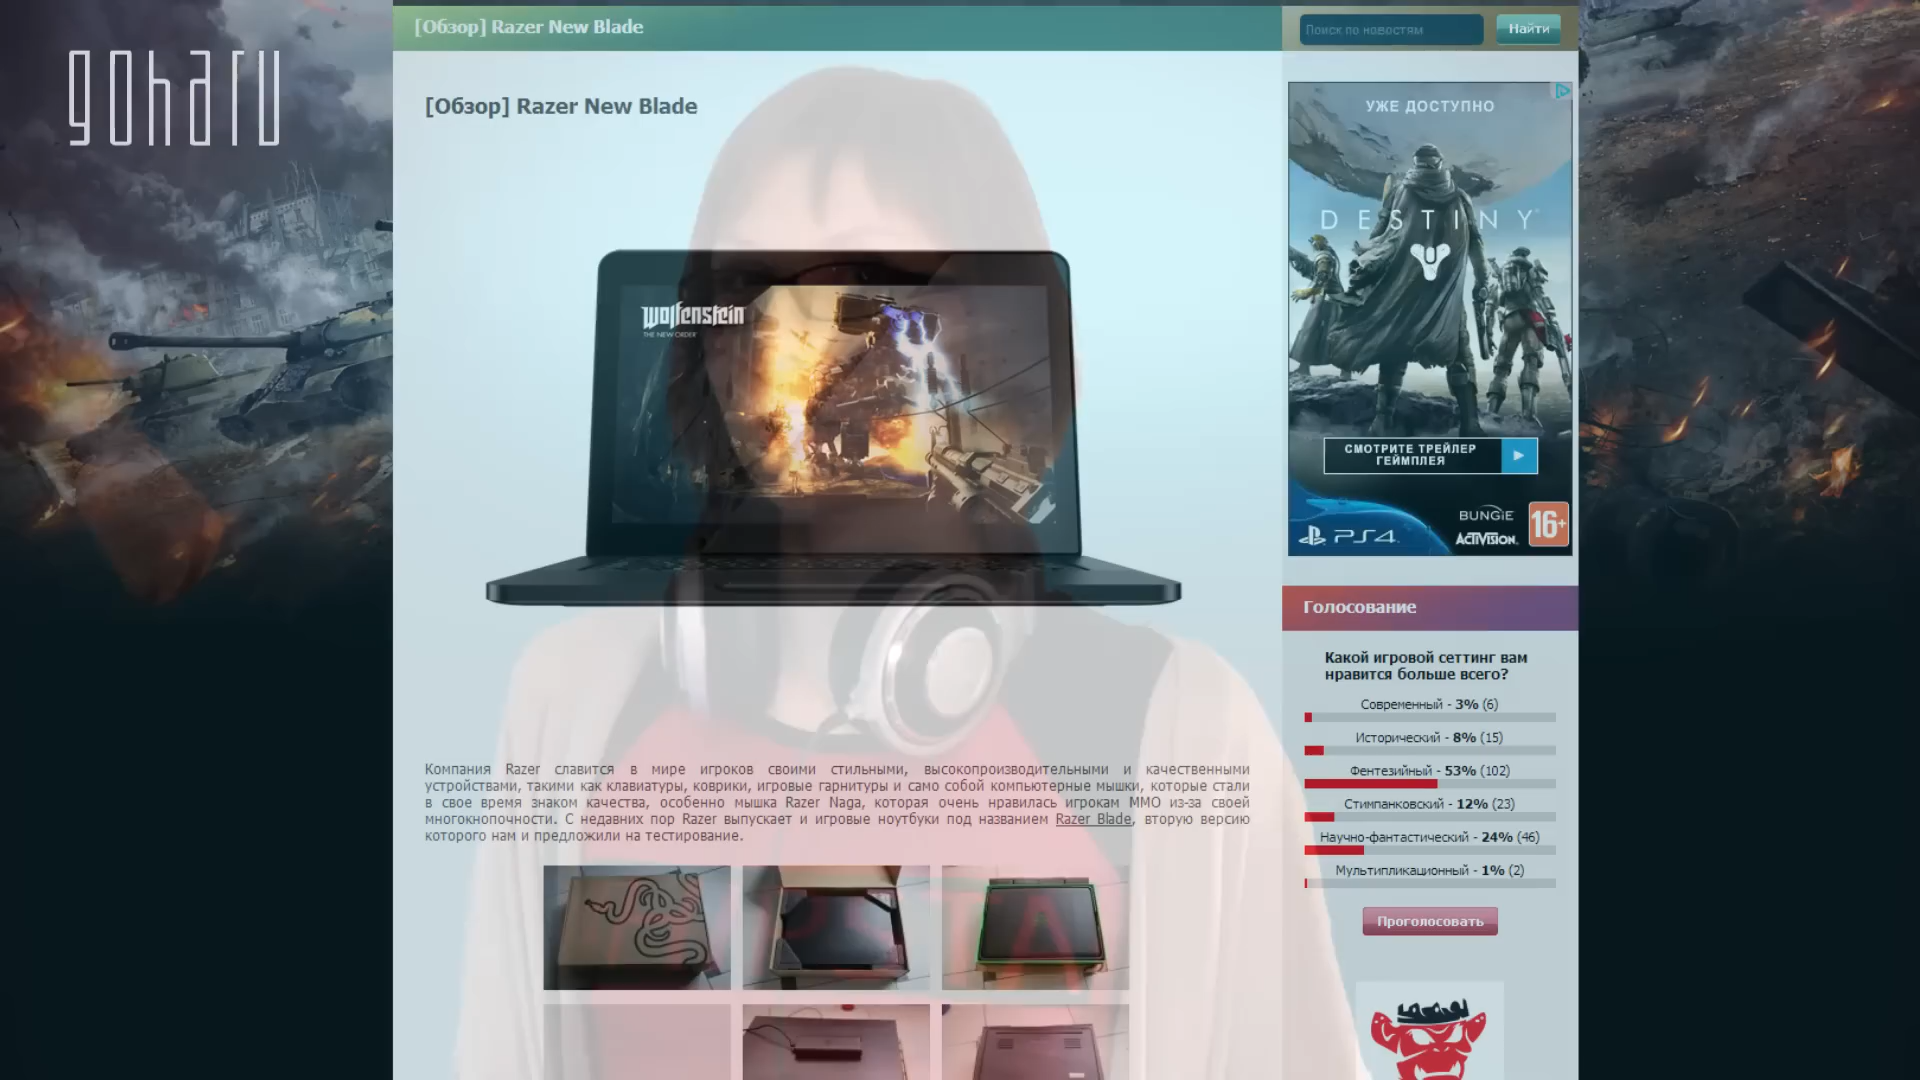 goharu
[Обзор] Razer New Blade
Найти
Поиск по новостям
[Обзор] Razer New Blade
wolfenstein
THE NEW ORDER
Компания Razer славится в мире игроков своими стильными, высокопроизводительными и качественными
устройствами, такими как клавиатуры, коврики, игровые гарнитуры и само собой компьютерные мышки, которые стали
в свое время знаком качества, особенно мышка Razer Naga, которая очень нравилась игрокам ММО из-за своей
многокнопочности. С недавних пор Razer выпускает и игровые ноутбуки под названием Razer Blade, вторую версию
которого нам и предложили на тестирование.
УЖЕ ДОСТУПНО
DESTINY
СМОТРИТЕ ТРЕЙЛЕР
ГЕЙМПЛЕЯ
PS4
BUNGIE
ACTIVISION
16+
Голосование
Какой игровой сеттинг вам
нравится больше всего?
Современный - 3% (6)
Исторический - 8% (15)
Фентезийный - 53% (102)
Стимпанковский - 12% (23)
Научно-фантастический - 24% (46)
Мультипликационный - 1% (2)
Проголосовать